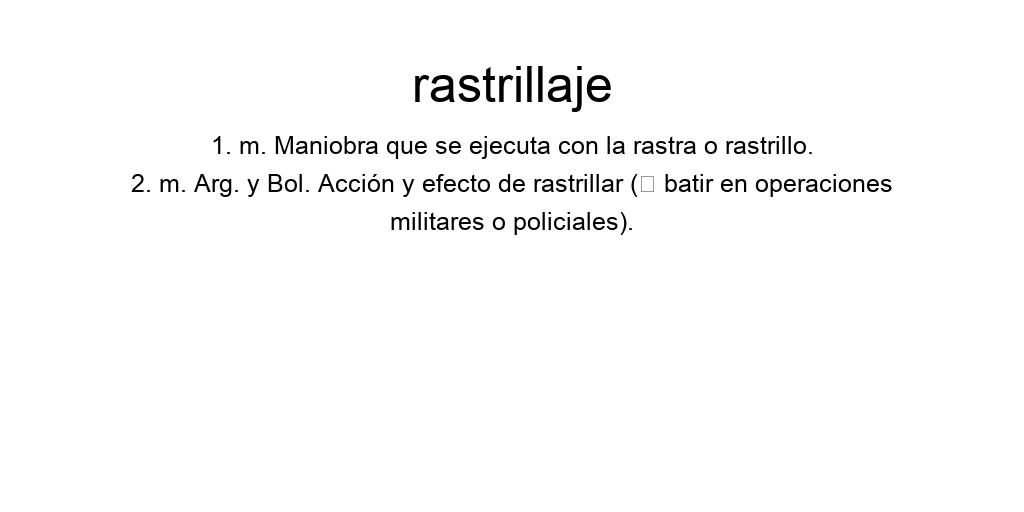 rastrillaje
1. m. Maniobra que se ejecuta con la rastra o rastrillo.
2. m. Arg. y Bol. Acción y efecto de rastrillar (□ batir en operaciones
militares o policiales).